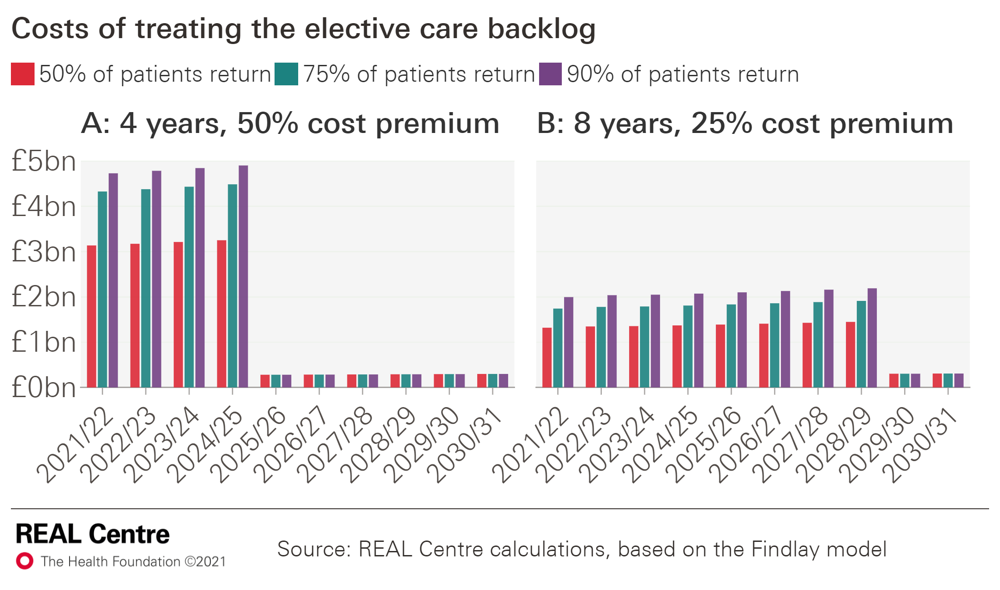 Costs of treating the elective care backlog
50% of patients return 75% of patients return 90% of patients return
A: 4 years, 50% cost premium
B: 8 years, 25% cost premium
£5bn
£4bn
£3bn
£2bn
£1bn
£0bn
2021/22 2022/23 2023/24 2024/25 2025/26 2026/27 2027/28 2028/29 2029/30 2030/31
2021/22 2022/23 2023/24 2024/25 2025/26 2026/27 2027/28 2028/29 2029/30 2030/31
REAL Centre
The Health Foundation ©2021
Source: REAL Centre calculations, based on the Findlay model